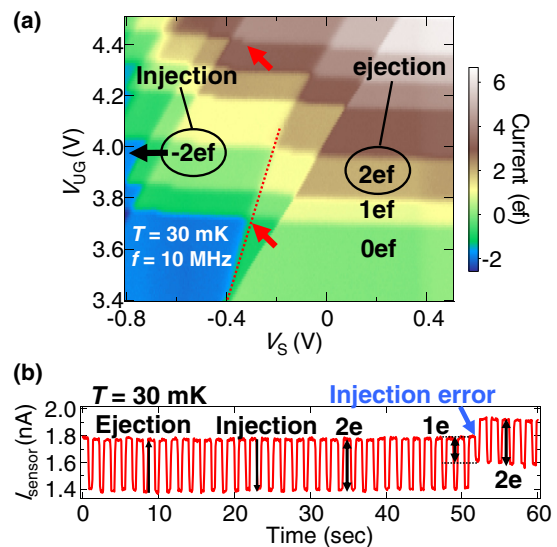 (a)
4.4
4.2
4.0
3.8
3.6
3.4
V_UG (V)
Injection
ejection
-2ef
2ef
1ef
0ef
T = 30 mK
f = 10 MHz
-0.8
-0.4
0
0.4
V_S (V)
6
4
2
0
-2
Current (ef)
(b)
T = 30 mK
Injection error
2.0
1.8
1.6
1.4
I_sensor (nA)
Ejection
Injection
2e
1e
2e
0
10
20
30
40
50
60
Time (sec)